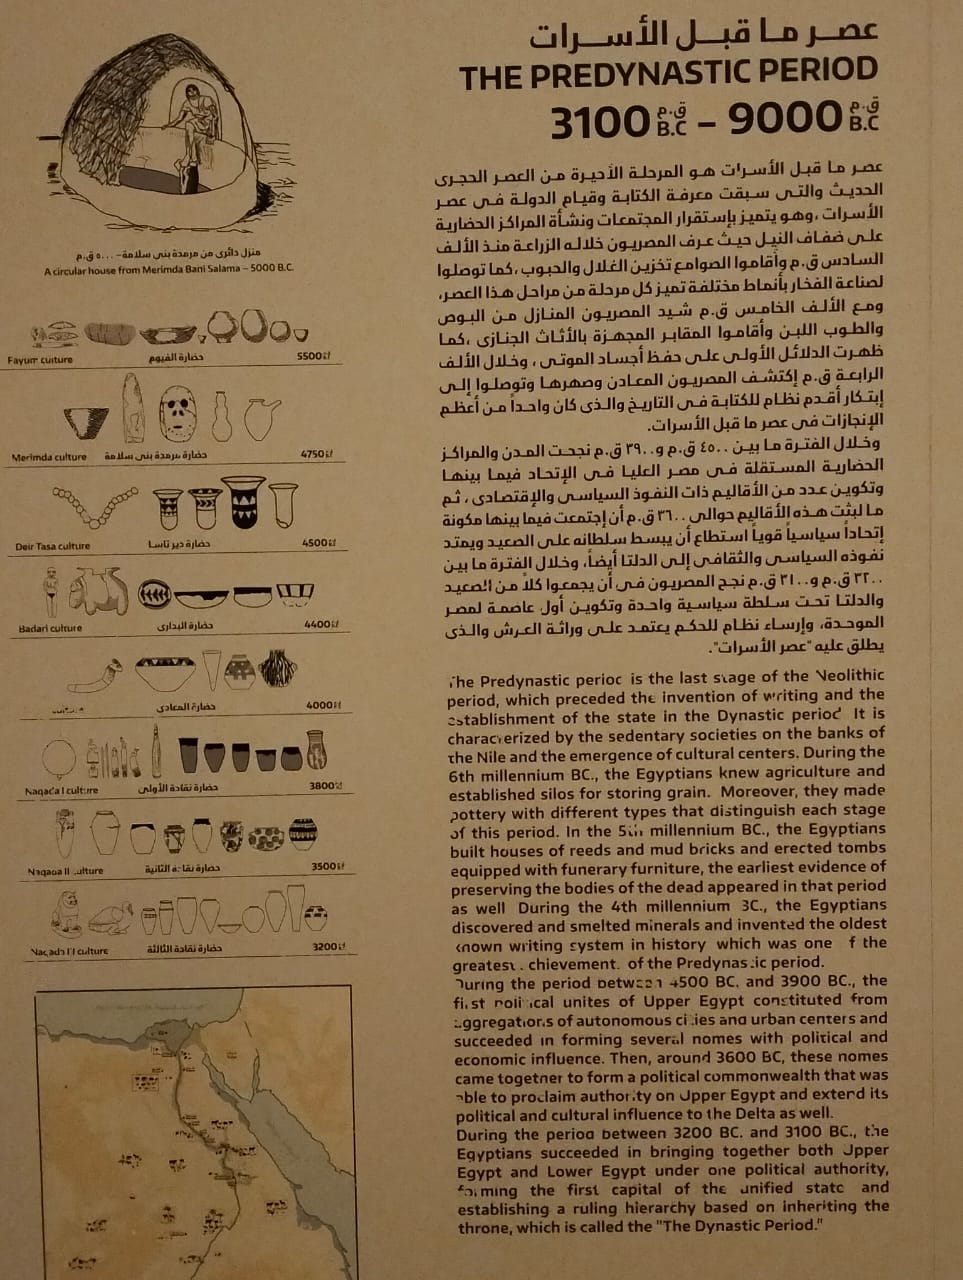 عصر ما قبل الأسرات
THE PREDYNASTIC PERIOD
3100 ق.م B.C – 9000 ق.م B.C
عصر ما قبل الأسرات هو المرحلة الأخيرة من العصر الحجرى
الحديث والتى سبقت معرفة الكتابة وقيام الدولة فى عصر
الأسرات ،وهو يتميز بإستقرار المجتمعات ونشأة المراكز الحضارية
على ضفاف النيل حيث عرف المصريون خلاله الزراعة منذ الألف
السادس ق.م وأقاموا الصوامع لتخزين الغلال والحبوب ،كما توصلوا
لصناعة الفخار بأنماط مختلفة تميز كل مرحلة من مراحل هذا العصر،
ومع الألف الخامس ق.م شيد المصريون المنازل من البوص
والطوب اللبن وأقاموا المقابر المجهزة بالأثاث الجنازى ،كما
ظهرت الدلائل الأولى على حفظ أجساد الموتى ، وخلال الألف
الرابعة ق.م إكتشف المصريون المعادن وصهرها وتوصلوا إلى
إبتكار أقدم نظام للكتابة فى التاريخ والذى كان واحداً من أعظم
الإنجازات فى عصر ما قبل الأسرات.
وخلال الفترة ما بين ٤٥٠٠ ق.م و٣٩٠٠ ق.م نجحت المدن والمراكز
الحضارية المستقلة فى مصر العليا فى الإتحاد فيما بينها
وتكوين عدد من الأقاليم ذات النفوذ السياسى والإقتصادى ، ثم
ما لبثت هذه الأقاليم حوالى ٣٦٠٠ ق.م أن إجتمعت فيما بينها مكونة
إتحاداً سياسياً قوياً استطاع أن يبسط سلطانه على الصعيد ويمتد
نفوذه السياسى والثقافى إلى الدلتا أيضاً، وخلال الفترة ما بين
٣٢٠٠ ق.م و٣١٠٠ ق.م نجح المصريون فى أن يجمعوا كلاً من الصعيد
والدلتا تحت سلطة سياسية واحدة وتكوين أول عاصمة لمصر
الموحدة، وإرساء نظام للحكم يعتمد على وراثة العرش والذى
يطلق عليه "عصر الأسرات".
The Predynastic period is the last stage of the Neolithic
period, which preceded the invention of writing and the
establishment of the state in the Dynastic period It is
characterized by the sedentary societies on the banks of
the Nile and the emergence of cultural centers. During the
6th millennium BC., the Egyptians knew agriculture and
established silos for storing grain. Moreover, they made
pottery with different types that distinguish each stage
of this period. In the 5th millennium BC., the Egyptians
built houses of reeds and mud bricks and erected tombs
equipped with funerary furniture, the earliest evidence of
preserving the bodies of the dead appeared in that period
as well During the 4th millennium BC., the Egyptians
discovered and smelted minerals and invented the oldest
known writing system in history which was one of the
greatest achievement of the Predynastic period.
During the period between 4500 BC. and 3900 BC., the
first political unites of Upper Egypt constituted from
aggregations of autonomous cities and urban centers and
succeeded in forming several nomes with political and
economic influence. Then, around 3600 BC, these nomes
came together to form a political commonwealth that was
able to proclaim authority on Upper Egypt and extend its
political and cultural influence to the Delta as well.
During the period between 3200 BC. and 3100 BC., the
Egyptians succeeded in bringing together both Upper
Egypt and Lower Egypt under one political authority,
forming the first capital of the unified state and
establishing a ruling hierarchy based on inheriting the
throne, which is called the "The Dynastic Period."
منزل دائرى من مرمدة بنى سلامة– ٥٠٠٠ ق.م
A circular house from Merimda Bani Salama – 5000 B.C.
Fayum culture حضارة الفيوم 5500
Merimda culture حضارة مرمدة بنى سلامة 4750
Deir Tasa culture حضارة دير تاسا 4500
Badari culture حضارة البدارى 4400
culture حضارة المعادى 4000
Naqada I culture حضارة نقادة الأولى 3800
Naqada II culture حضارة نقادة الثانية 3500
Naqada III culture حضارة نقادة الثالثة 3200